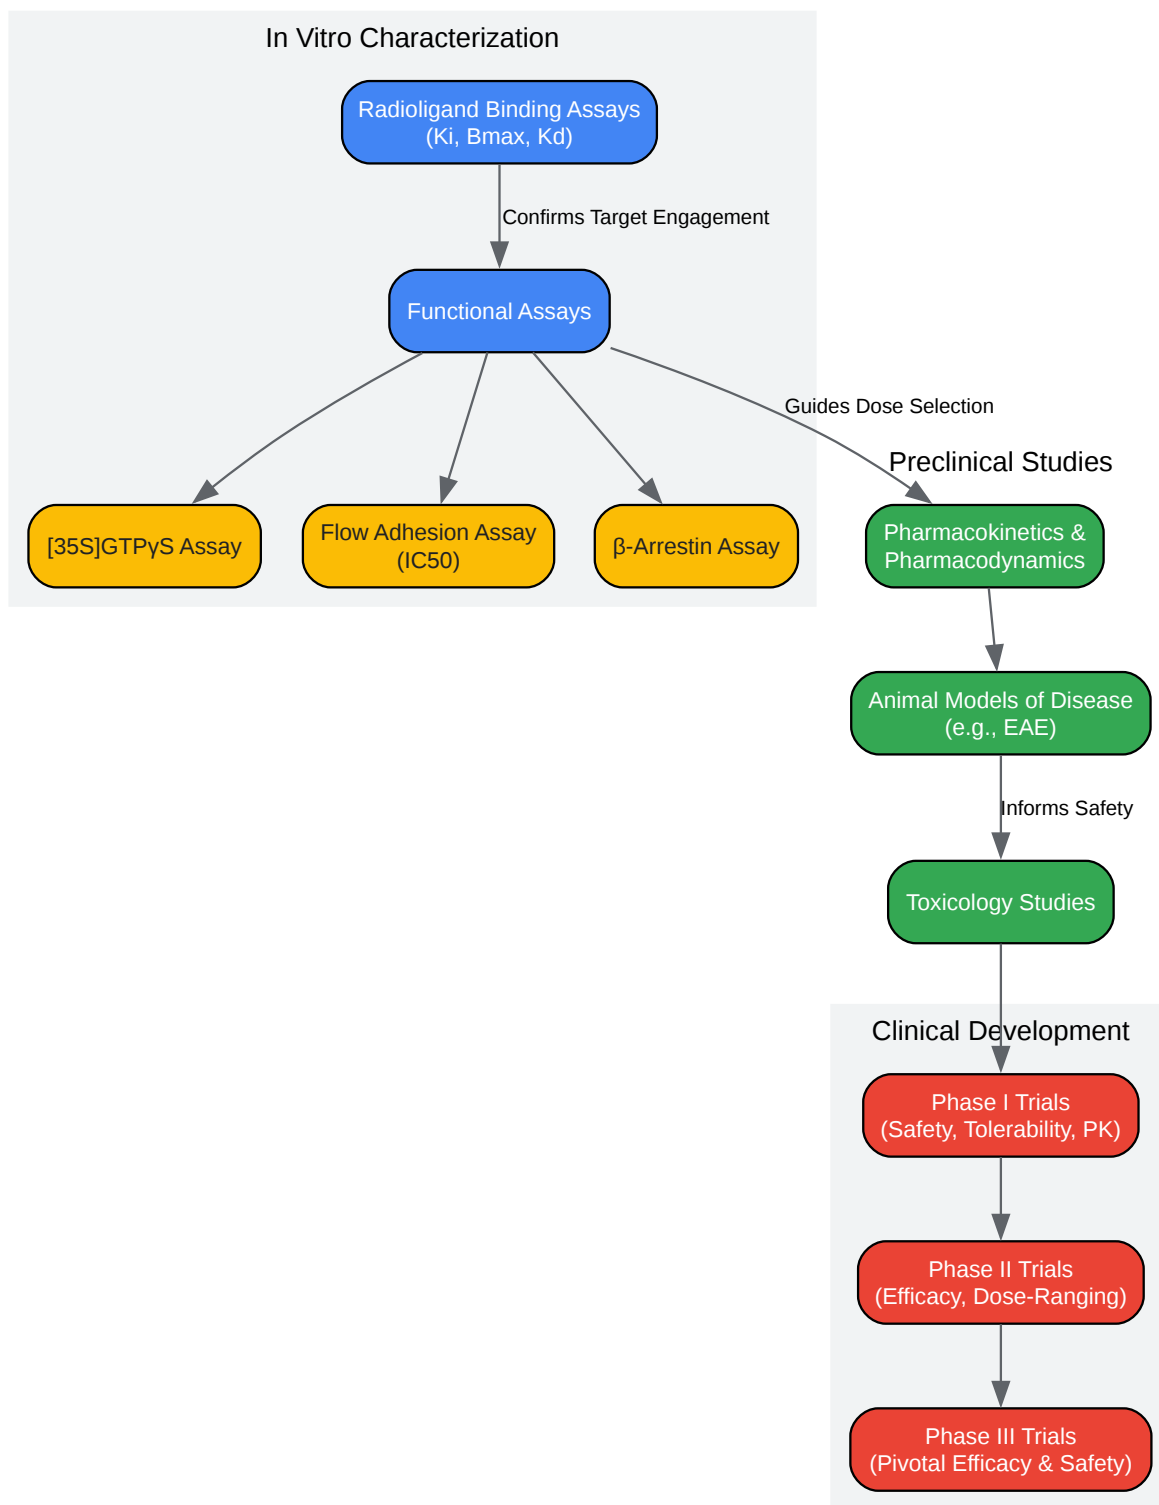 In Vitro Characterization
Radioligand Binding Assays
(Ki, Bmax, Kd)
Confirms Target Engagement
Functional Assays
Guides Dose Selection
Preclinical Studies
[35S]GTPγS Assay
Flow Adhesion Assay
(IC50)
β-Arrestin Assay
Pharmacokinetics &
Pharmacodynamics
Animal Models of Disease
(e.g., EAE)
Informs Safety
Toxicology Studies
Clinical Development
Phase I Trials
(Safety, Tolerability, PK)
Phase II Trials
(Efficacy, Dose-Ranging)
Phase III Trials
(Pivotal Efficacy & Safety)